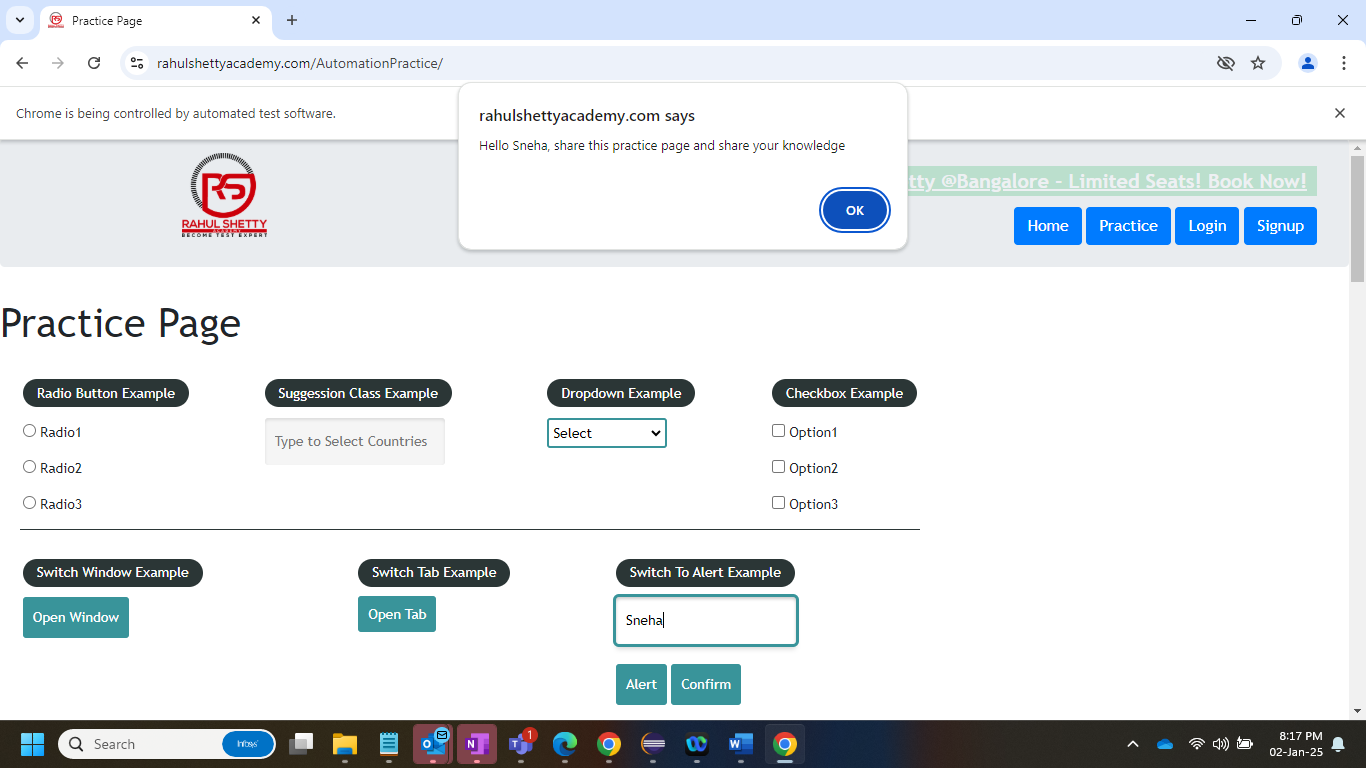 Practice Page
rahulshettyacademy.com/AutomationPractice/
Chrome is being controlled by automated test software.
rahulshettyacademy.com says
Hello Sneha, share this practice page and share your knowledge
OK
RS
RAHUL SHETTY
ACADEMY
BECOME TEST EXPERT
tty @Bangalore - Limited Seats! Book Now!
Home Practice Login Signup
Practice Page
Radio Button Example
Radio1
Radio2
Radio3
Suggession Class Example
Type to Select Countries
Dropdown Example
Select
Checkbox Example
Option1
Option2
Option3
Switch Window Example
Open Window
Switch Tab Example
Open Tab
Switch To Alert Example
Sneha
Alert Confirm
Search
Infosys
1
8:17 PM
02-Jan-25